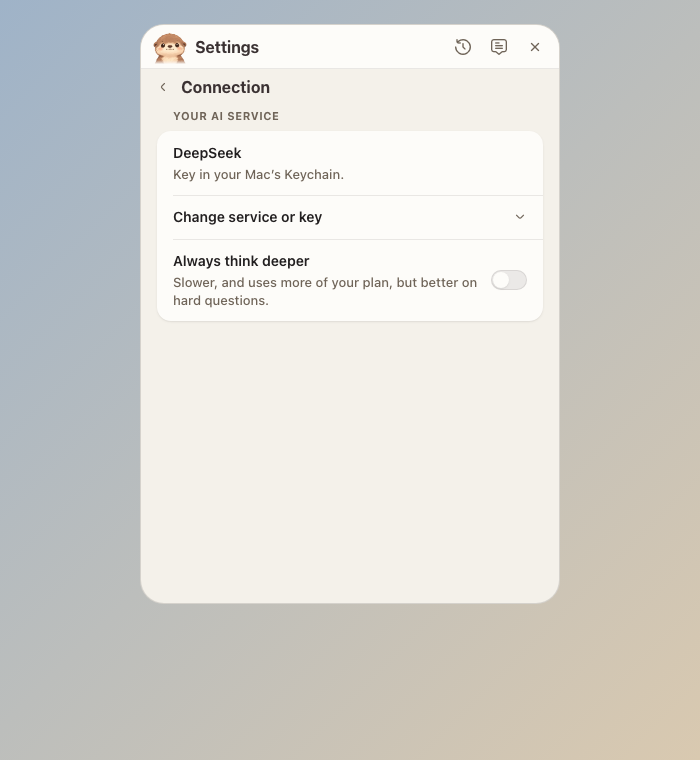 Settings
Connection
YOUR AI SERVICE
DeepSeek
Key in your Mac's Keychain.
Change service or key
Always think deeper
Slower, and uses more of your plan, but better on
hard questions.